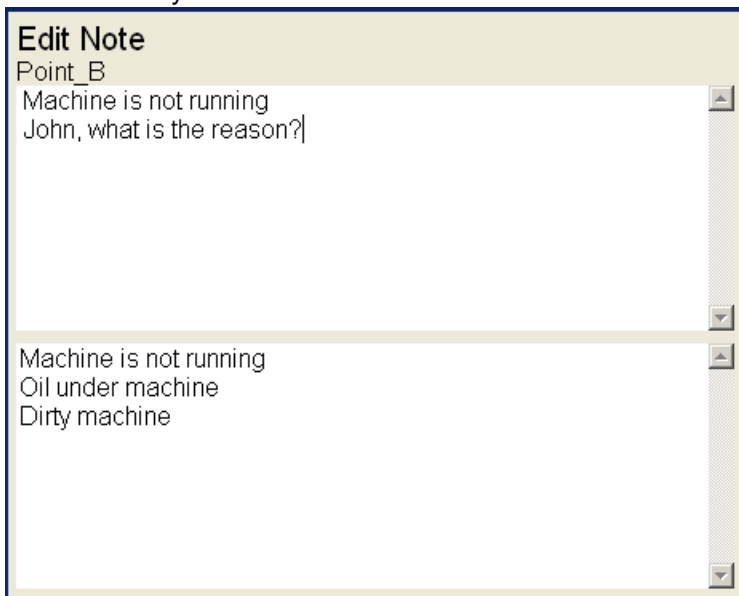 Edit Note
Point_B
Machine is not running
John, what is the reason?
Machine is not running
Oil under machine
Dirty machine